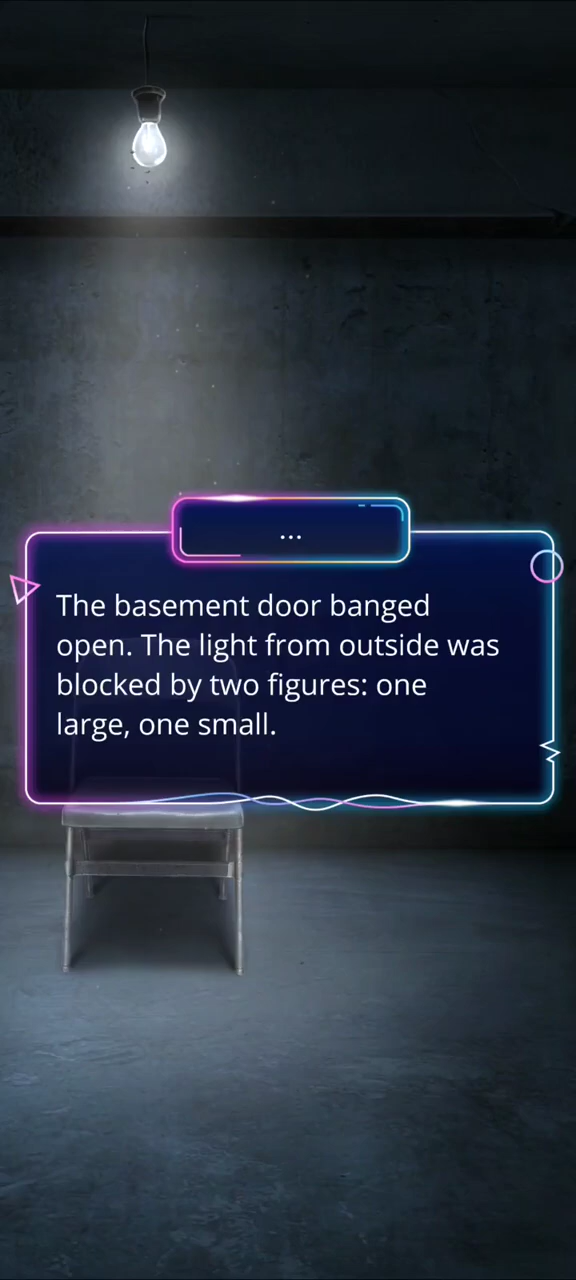 ...
The basement door banged
open. The light from outside was
blocked by two figures: one
large, one small.